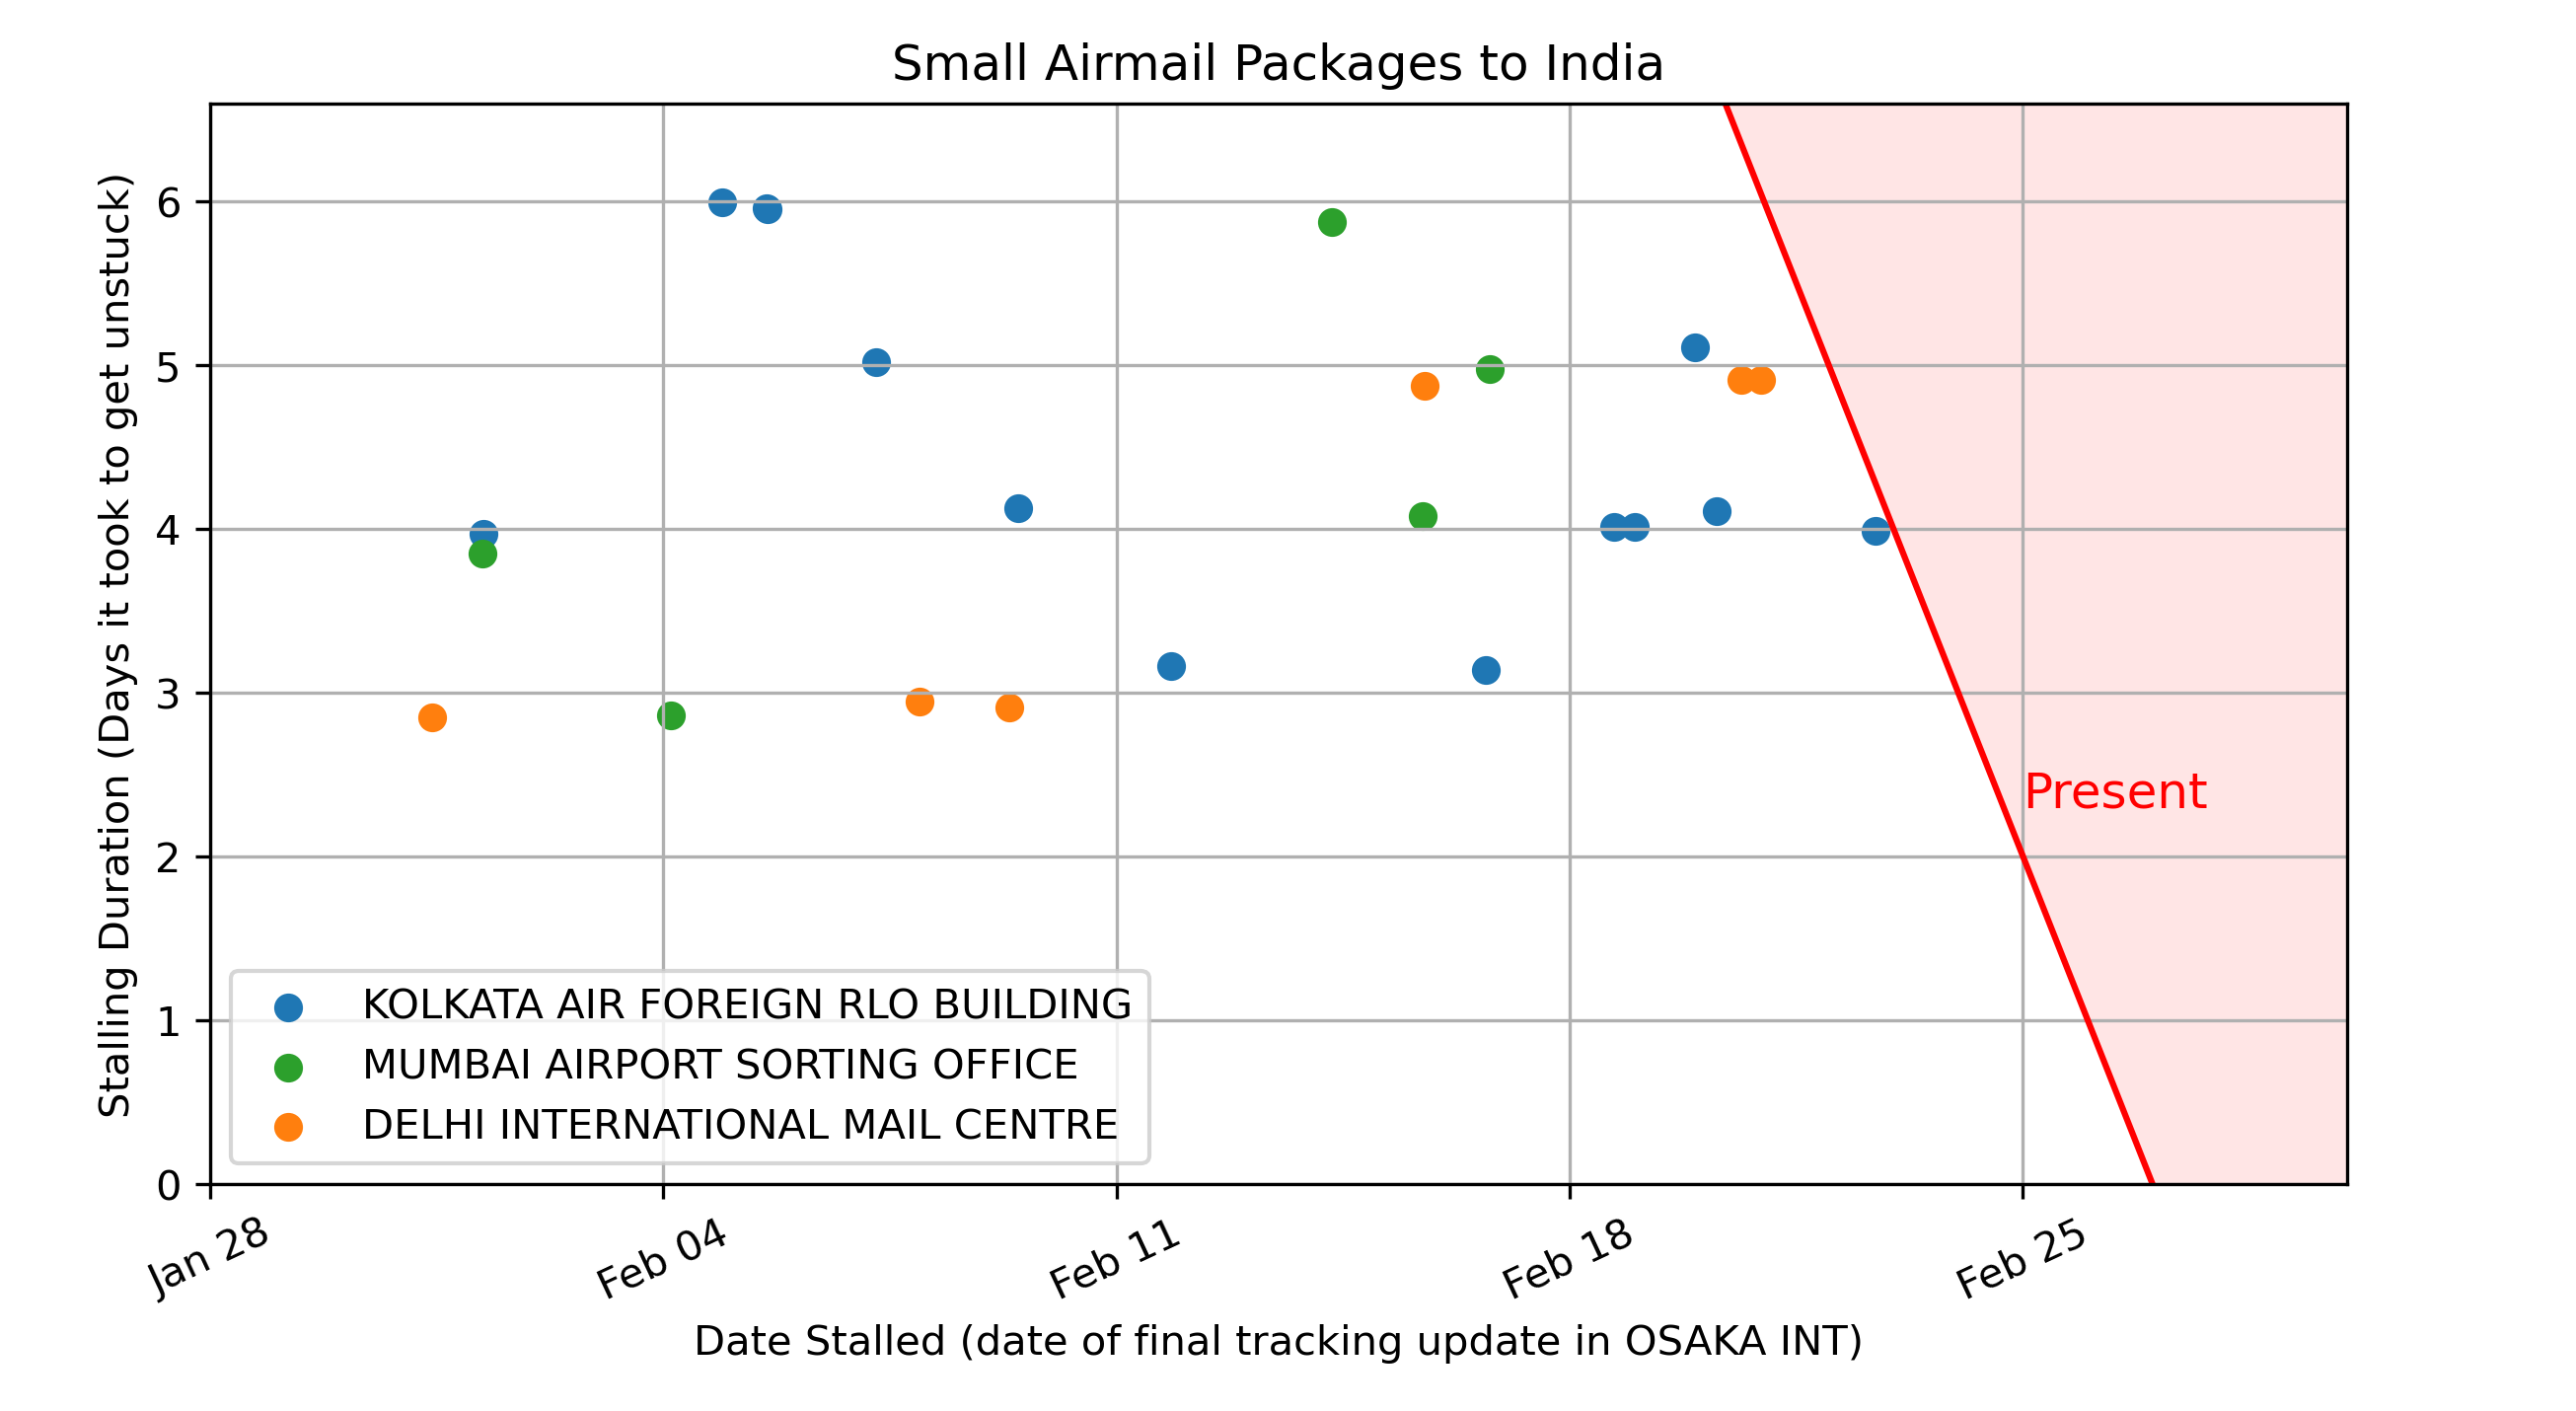 Small Airmail Packages to India
Stalling Duration (Days it took to get unstuck)
6
5
4
3
2
1
0
Present
KOLKATA AIR FOREIGN RLO BUILDING
MUMBAI AIRPORT SORTING OFFICE
DELHI INTERNATIONAL MAIL CENTRE
Jan 28
Feb 04
Feb 11
Feb 18
Feb 25
Date Stalled (date of final tracking update in OSAKA INT)